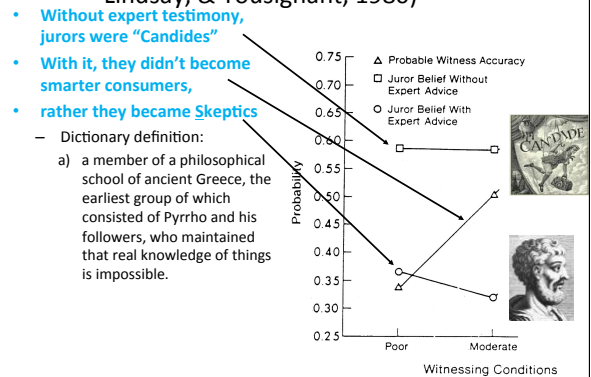 Lindsay, & Tousignant, 1980)
• Without expert testimony,
jurors were “Candides”
• With it, they didn’t become
smarter consumers,
• rather they became Skeptics
– Dictionary definition:
a) a member of a philosophical
school of ancient Greece, the
earliest group of which
consisted of Pyrrho and his
followers, who maintained
that real knowledge of things
is impossible.
Probable Witness Accuracy
Juror Belief Without
Expert Advice
Juror Belief With
Expert Advice
Probability
0.75
0.70
0.65
0.60
0.55
0.50
0.45
0.40
0.35
0.30
0.25
Poor
Moderate
Witnessing Conditions
CANDIDE